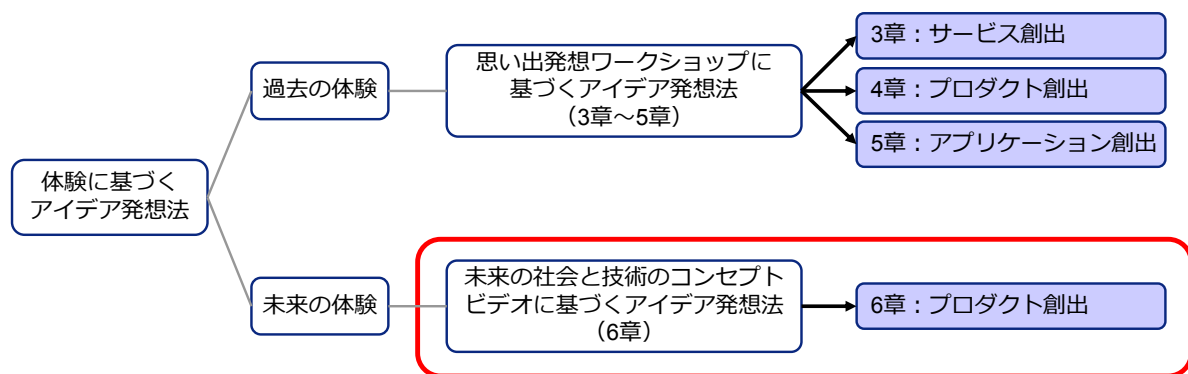 体験に基づく
アイデア発想法
過去の体験
思い出発想ワークショップに
基づくアイデア発想法
（3章～5章）
3章：サービス創出
4章：プロダクト創出
5章：アプリケーション創出
未来の体験
未来の社会と技術のコンセプト
ビデオに基づくアイデア発想法
（6章）
6章：プロダクト創出